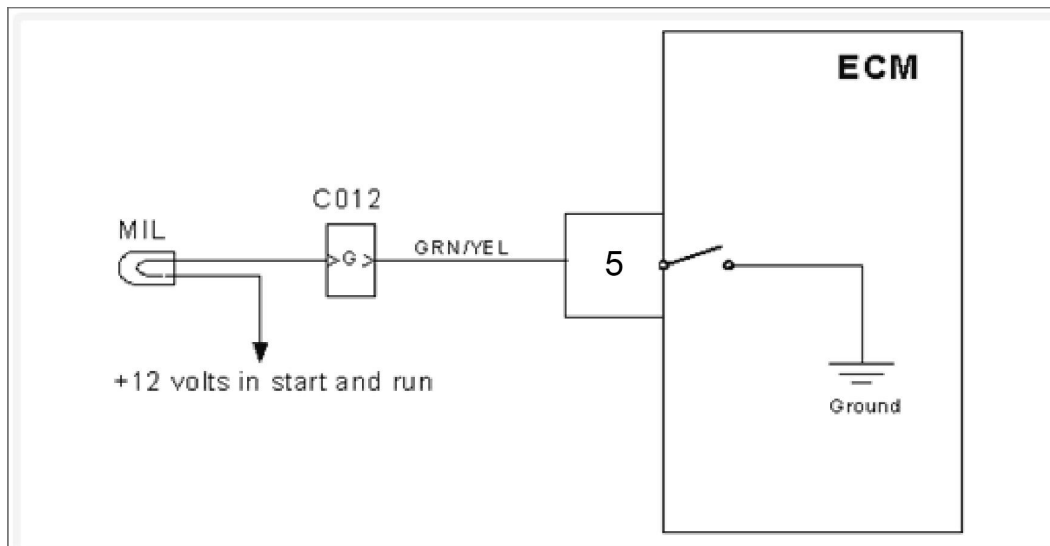 ECM
C012
MIL
>G>
GRN/YEL
5
+12 volts in start and run
Ground